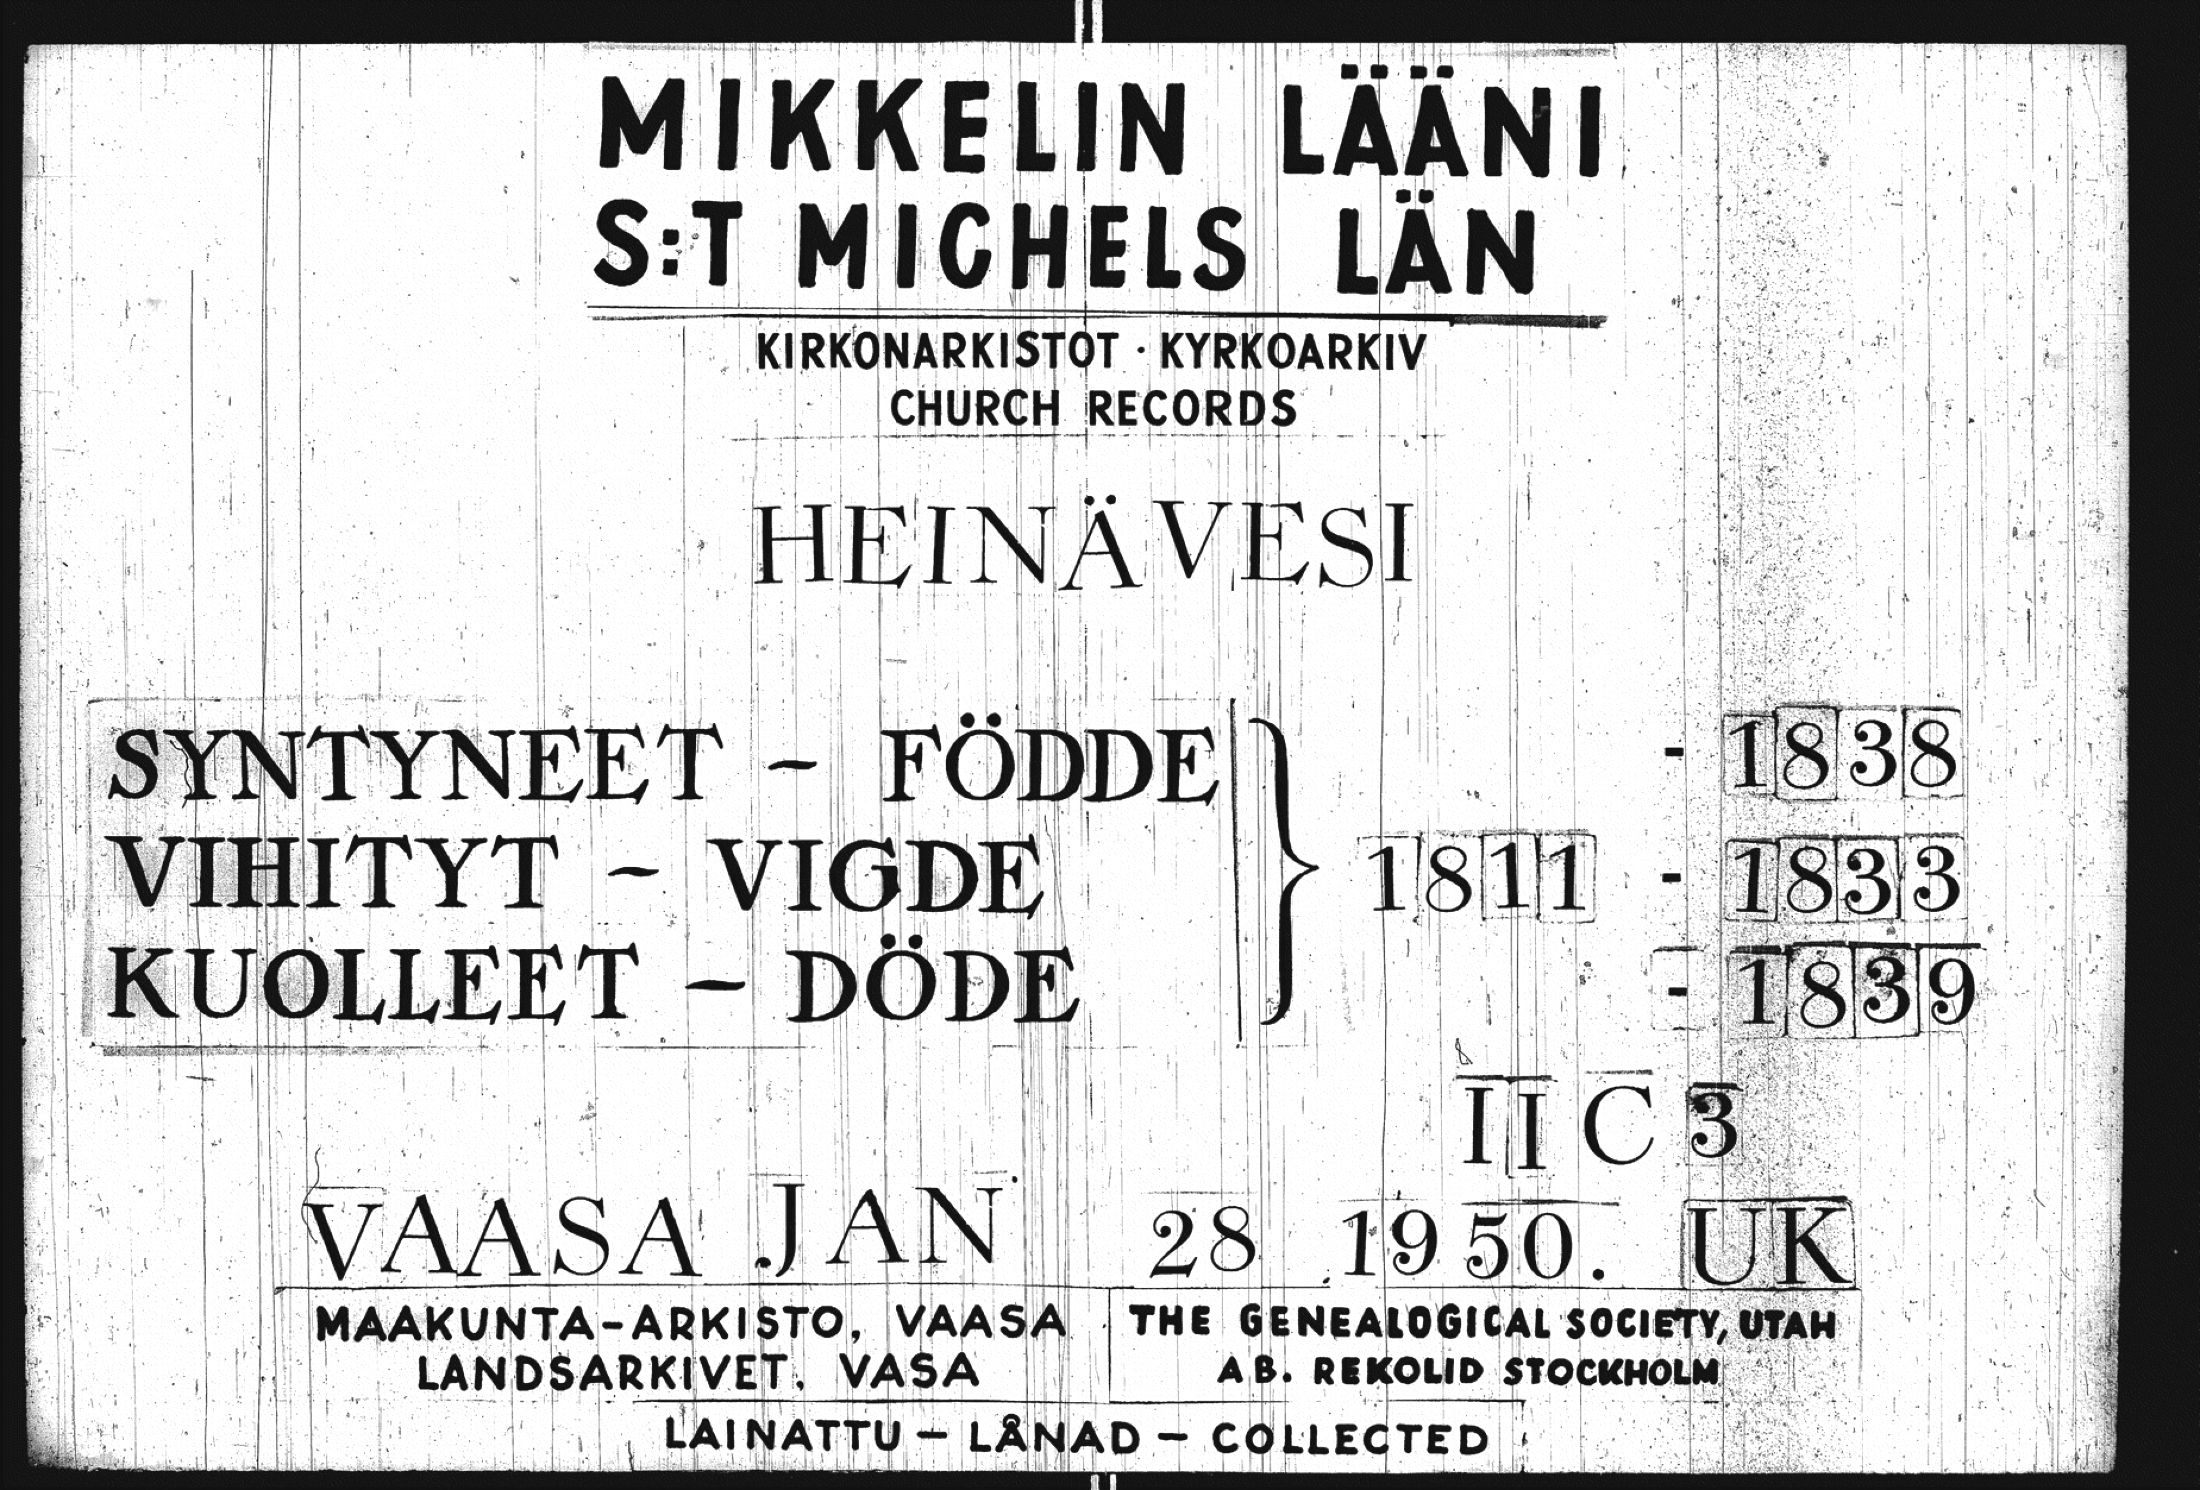 MIKKELIN LÄÄNI
S:T MICHELS LÄN
KIRKONARKISTOT · KYRKOARKIV
CHURCH RECORDS
HEINÄVESI
SYNTYNEET – FÖDDE - 1838
VIHITYT – VIGDE } 1811 - 1833
KUOLLEET – DÖDE - 1839
II C 3
VAASA JAN 28 .1950. UK
MAAKUNTA-ARKISTO, VAASA
LANDSARKIVET, VASA
THE GENEALOGICAL SOCIETY, UTAH
AB. REKOLID STOCKHOLM
LAINATTU – LÅNAD – COLLECTED